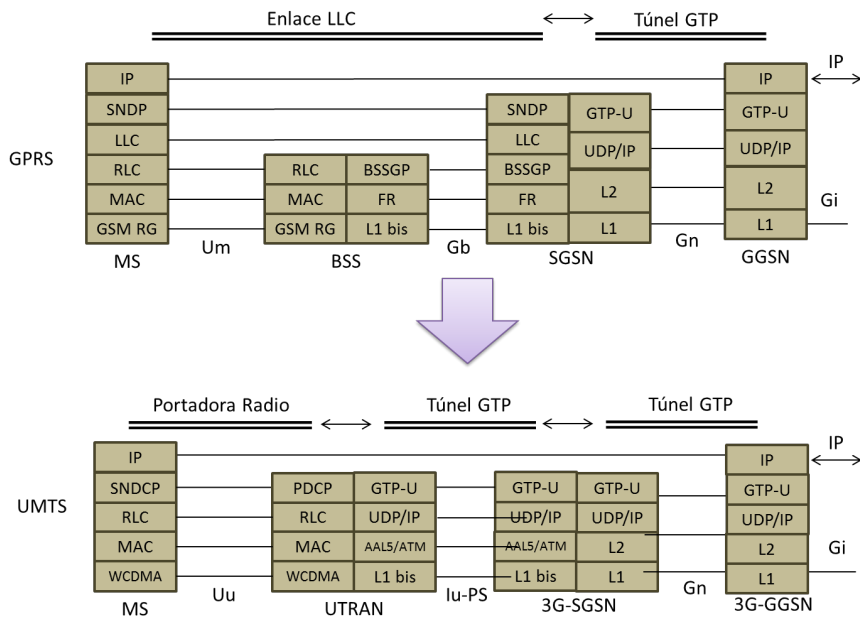 Enlace LLC
Túnel GTP
IP
IP
IP
SNDP
SNDP
GTP-U
GTP-U
LLC
LLC
UDP/IP
UDP/IP
GPRS
RLC
RLC
BSSGP
BSSGP
MAC
MAC
FR
FR
L2
L2
Gi
GSM RG
GSM RG
L1 bis
L1 bis
L1
L1
MS
Um
BSS
Gb
SGSN
Gn
GGSN
Portadora Radio
Túnel GTP
Túnel GTP
IP
IP
IP
UMTS
SNDCP
PDCP
GTP-U
GTP-U
GTP-U
GTP-U
RLC
RLC
UDP/IP
UDP/IP
UDP/IP
UDP/IP
MAC
MAC
AAL5/ATM
AAL5/ATM
L2
L2
Gi
WCDMA
WCDMA
L1 bis
L1 bis
L1
L1
MS
Uu
UTRAN
Iu-PS
3G-SGSN
Gn
3G-GGSN